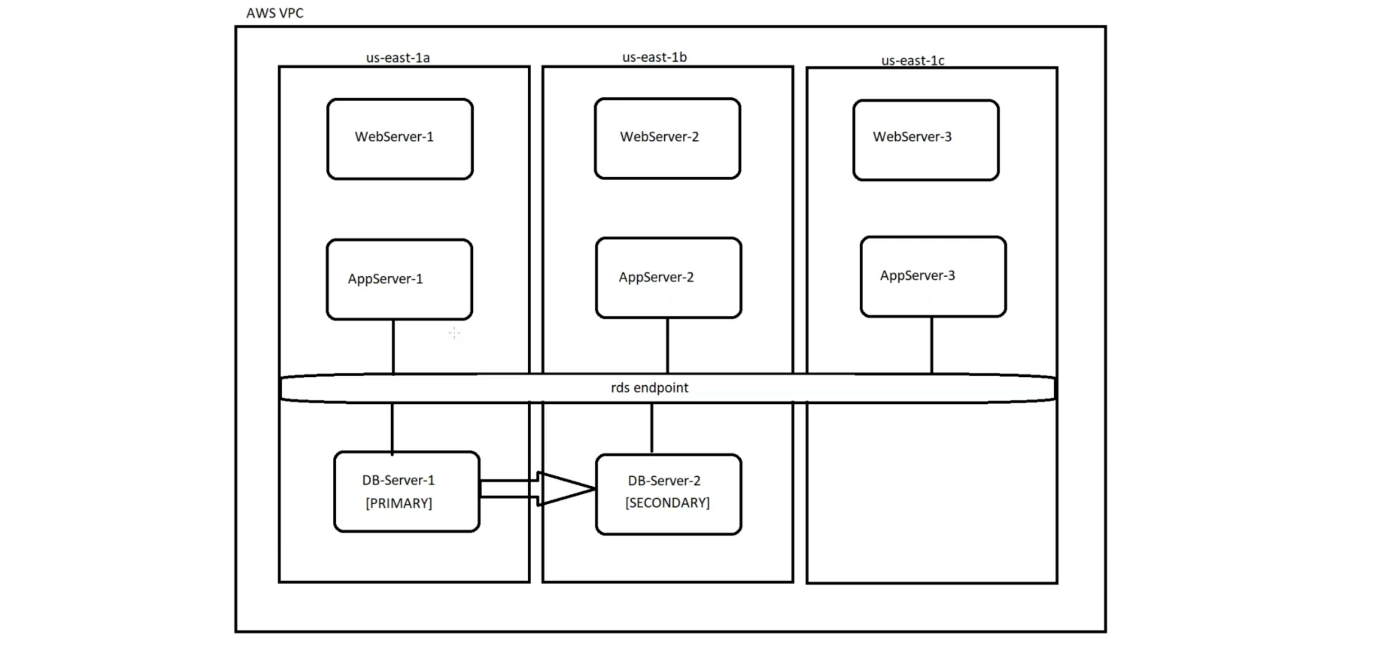 AWS VPC
us-east-1a
us-east-1b
us-east-1c
WebServer-1
WebServer-2
WebServer-3
AppServer-1
AppServer-2
AppServer-3
rds endpoint
DB-Server-1
[PRIMARY]
DB-Server-2
[SECONDARY]